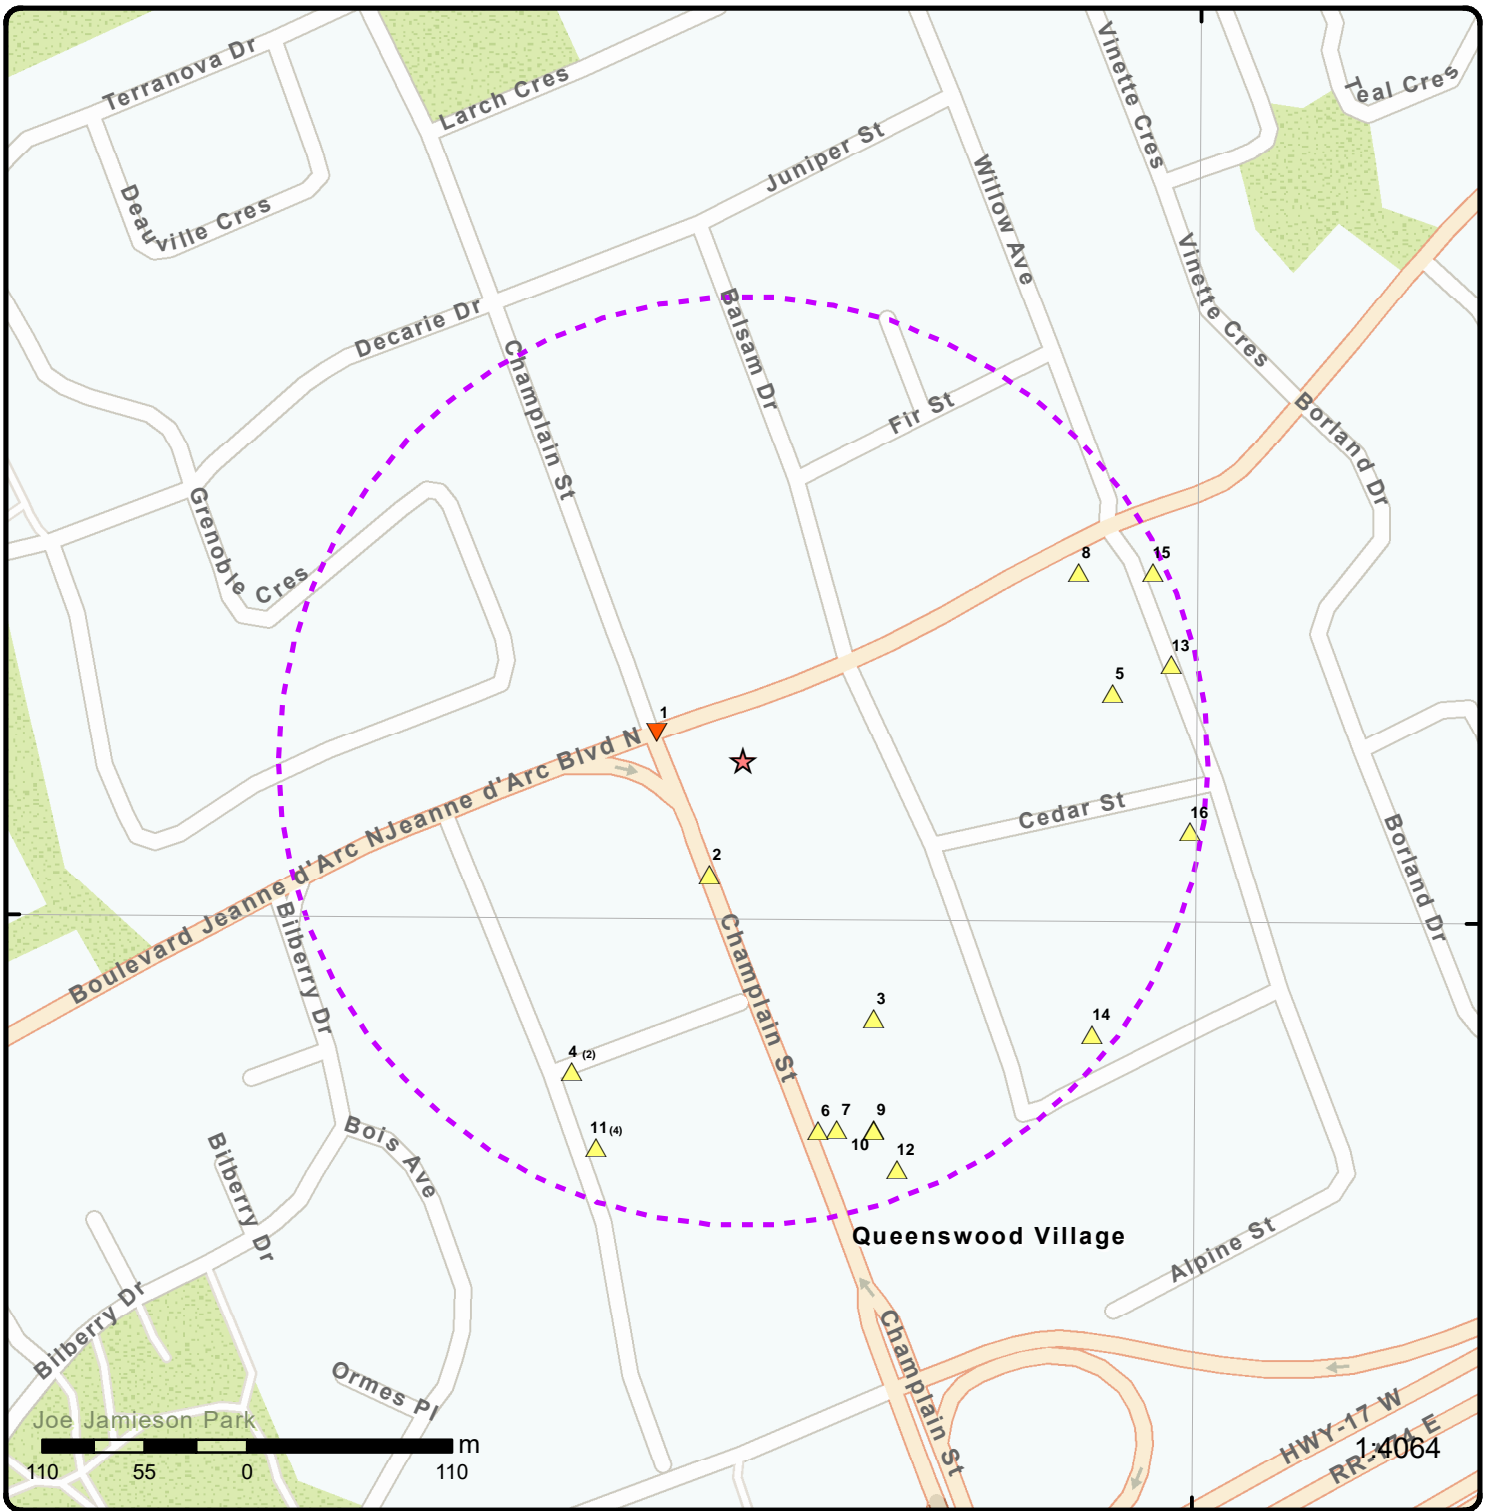 Terranova Dr
Larch Cres
Vinette Cres
Teal Cres
Juniper St
Deauville Cres
Willow Ave
Vinette Cres
Decarie Dr
Balsam Dr
Champlain St
Fir St
Borland Dr
Grenoble Cres
8
15
13
5
1
Boulevard Jeanne d'Arc N
Jeanne d'Arc Blvd N
Cedar St
16
2
Borland Dr
Bilberry Dr
Champlain St
3
14
4 (2)
6
7
9
10
11 (4)
12
Bois Ave
Bilberry Dr
Queenswood Village
Alpine St
Bilberry Dr
Champlain St
Ormes Pl
Joe Jamieson Park
HWY-17 W
RR-174 E
1:4064
m
110 55 0 110